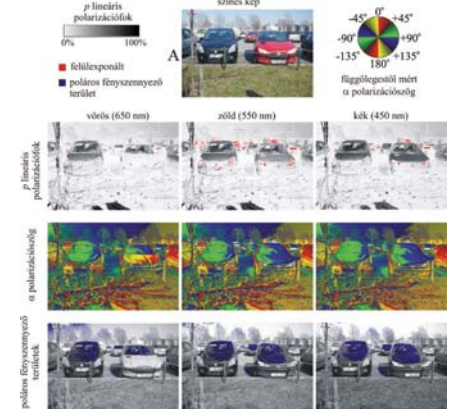 színes kép
p lineáris
polarizációfok
0% 100%
felülexponált
poláros fényszennyező
terület
A
0°
-45° +45°
-90° +90°
-135° +135°
180°
függőlegestől mért
α polarizációszög
vörös (650 nm) zöld (550 nm) kék (450 nm)
p lineáris
polarizációfok
α polarizációszög
poláros fényszennyező
területek